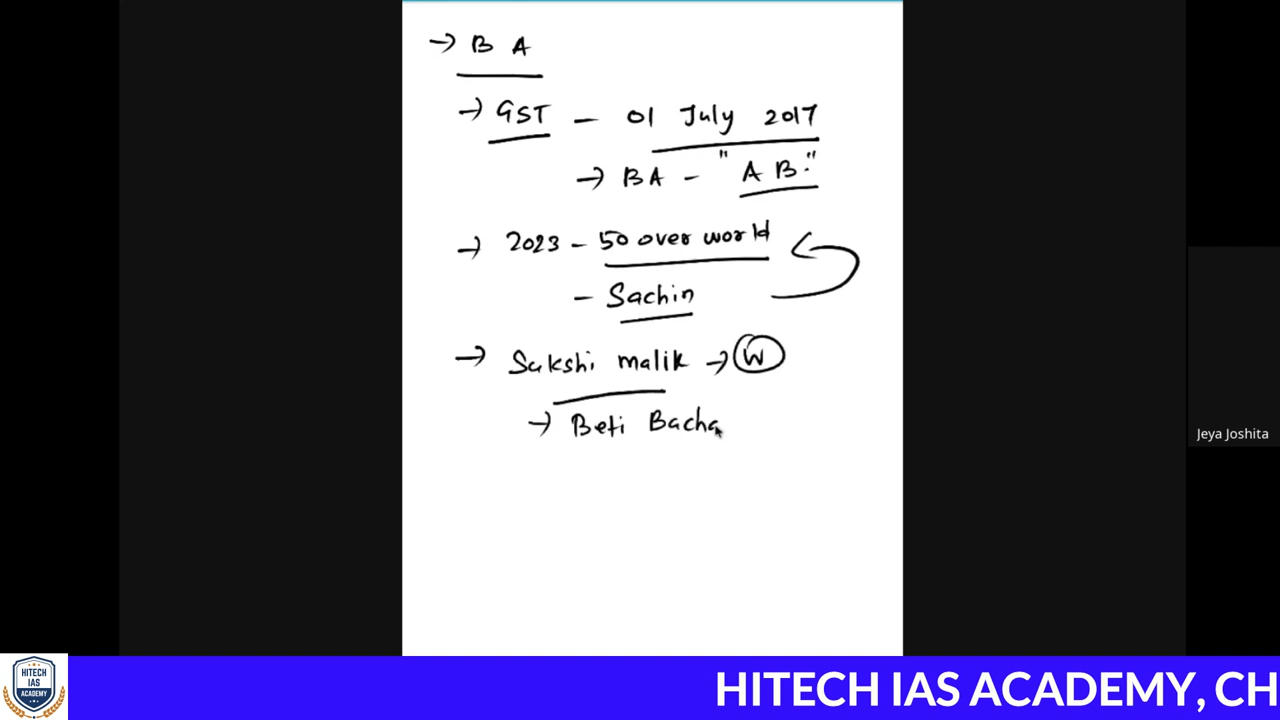 → B A
→ GST - 01 July 2017
→ BA - "A B."
→ 2023 - 50 over world
- Sachin
→ Sakshi malik → W
→ Beti Bacha
Jeya Joshita
HITECH IAS ACADEMY
HITECH IAS ACADEMY, CH